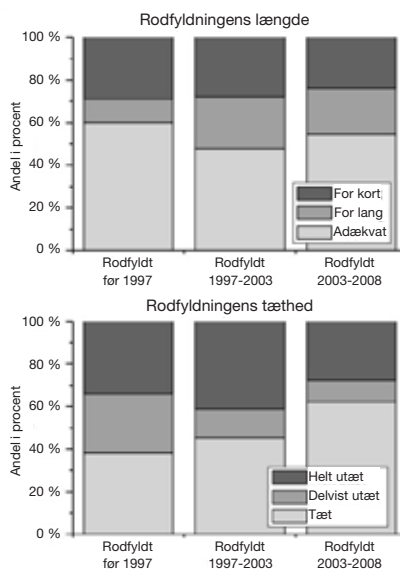 Rodfyldningens længde
Andel i procent
100 %
80 %
60 %
40 %
20 %
0 %
For kort
For lang
Adækvat
Rodfyldt
før 1997
Rodfyldt
1997-2003
Rodfyldt
2003-2008
Rodfyldningens tæthed
Andel i procent
100 %
80 %
60 %
40 %
20 %
0 %
Helt utæt
Delvist utæt
Tæt
Rodfyldt
før 1997
Rodfyldt
1997-2003
Rodfyldt
2003-2008